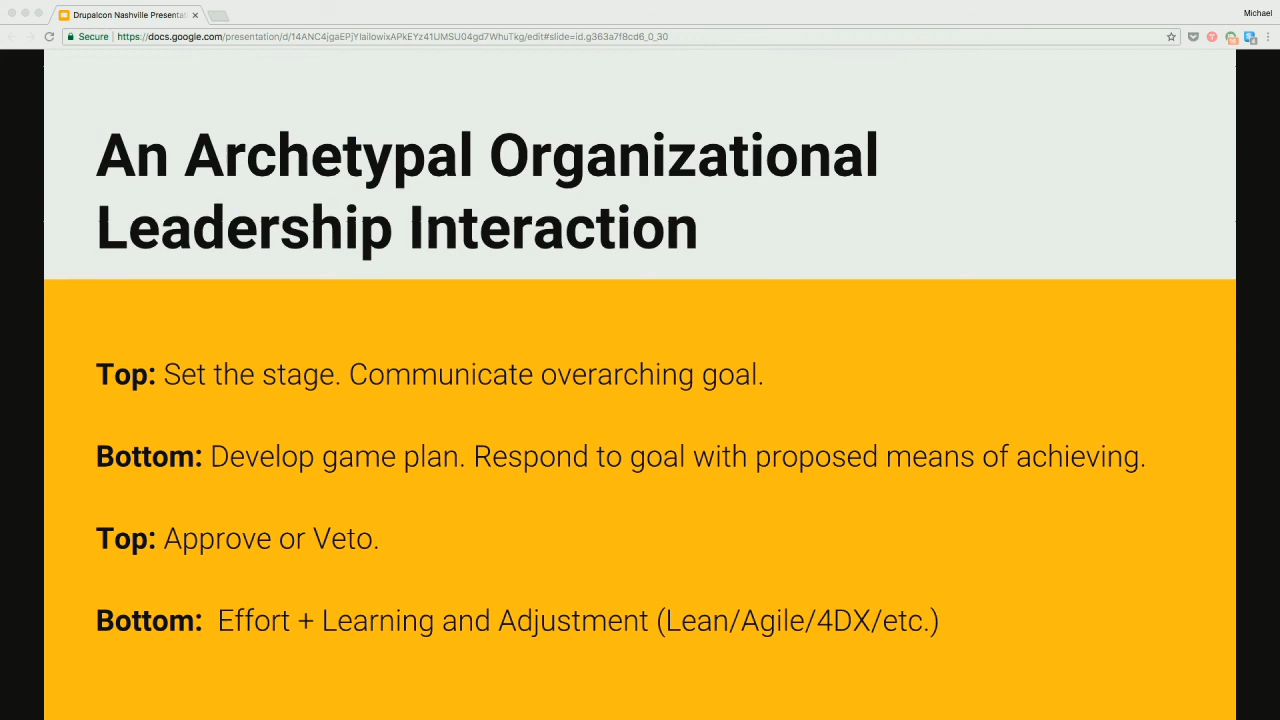 Drupalcon Nashville Presentat
Michael
Secure
https://docs.google.com/presentation/d/14ANC4jgaEPjYIailowixAPkEYz41UMSU04gd7WhuTkg/edit#slide=id.g363a7f8cd6_0_30
An Archetypal Organizational
Leadership Interaction
Top: Set the stage. Communicate overarching goal.
Bottom: Develop game plan. Respond to goal with proposed means of achieving.
Top: Approve or Veto.
Bottom: Effort + Learning and Adjustment (Lean/Agile/4DX/etc.)